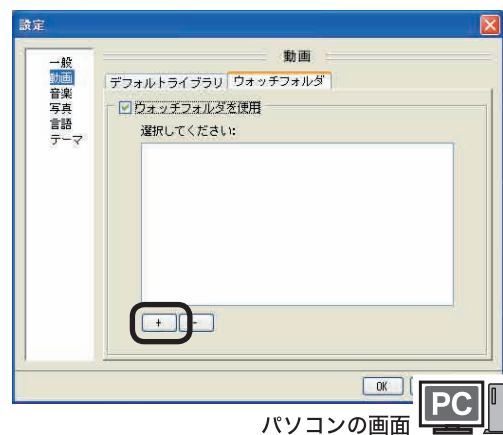 設定
一般
動画
音楽
写真
言語
テーマ
動画
デフォルトライブラリ
ウォッチフォルダ
ウォッチフォルダを使用
選択してください:
+
-
OK
PC
パソコンの画面